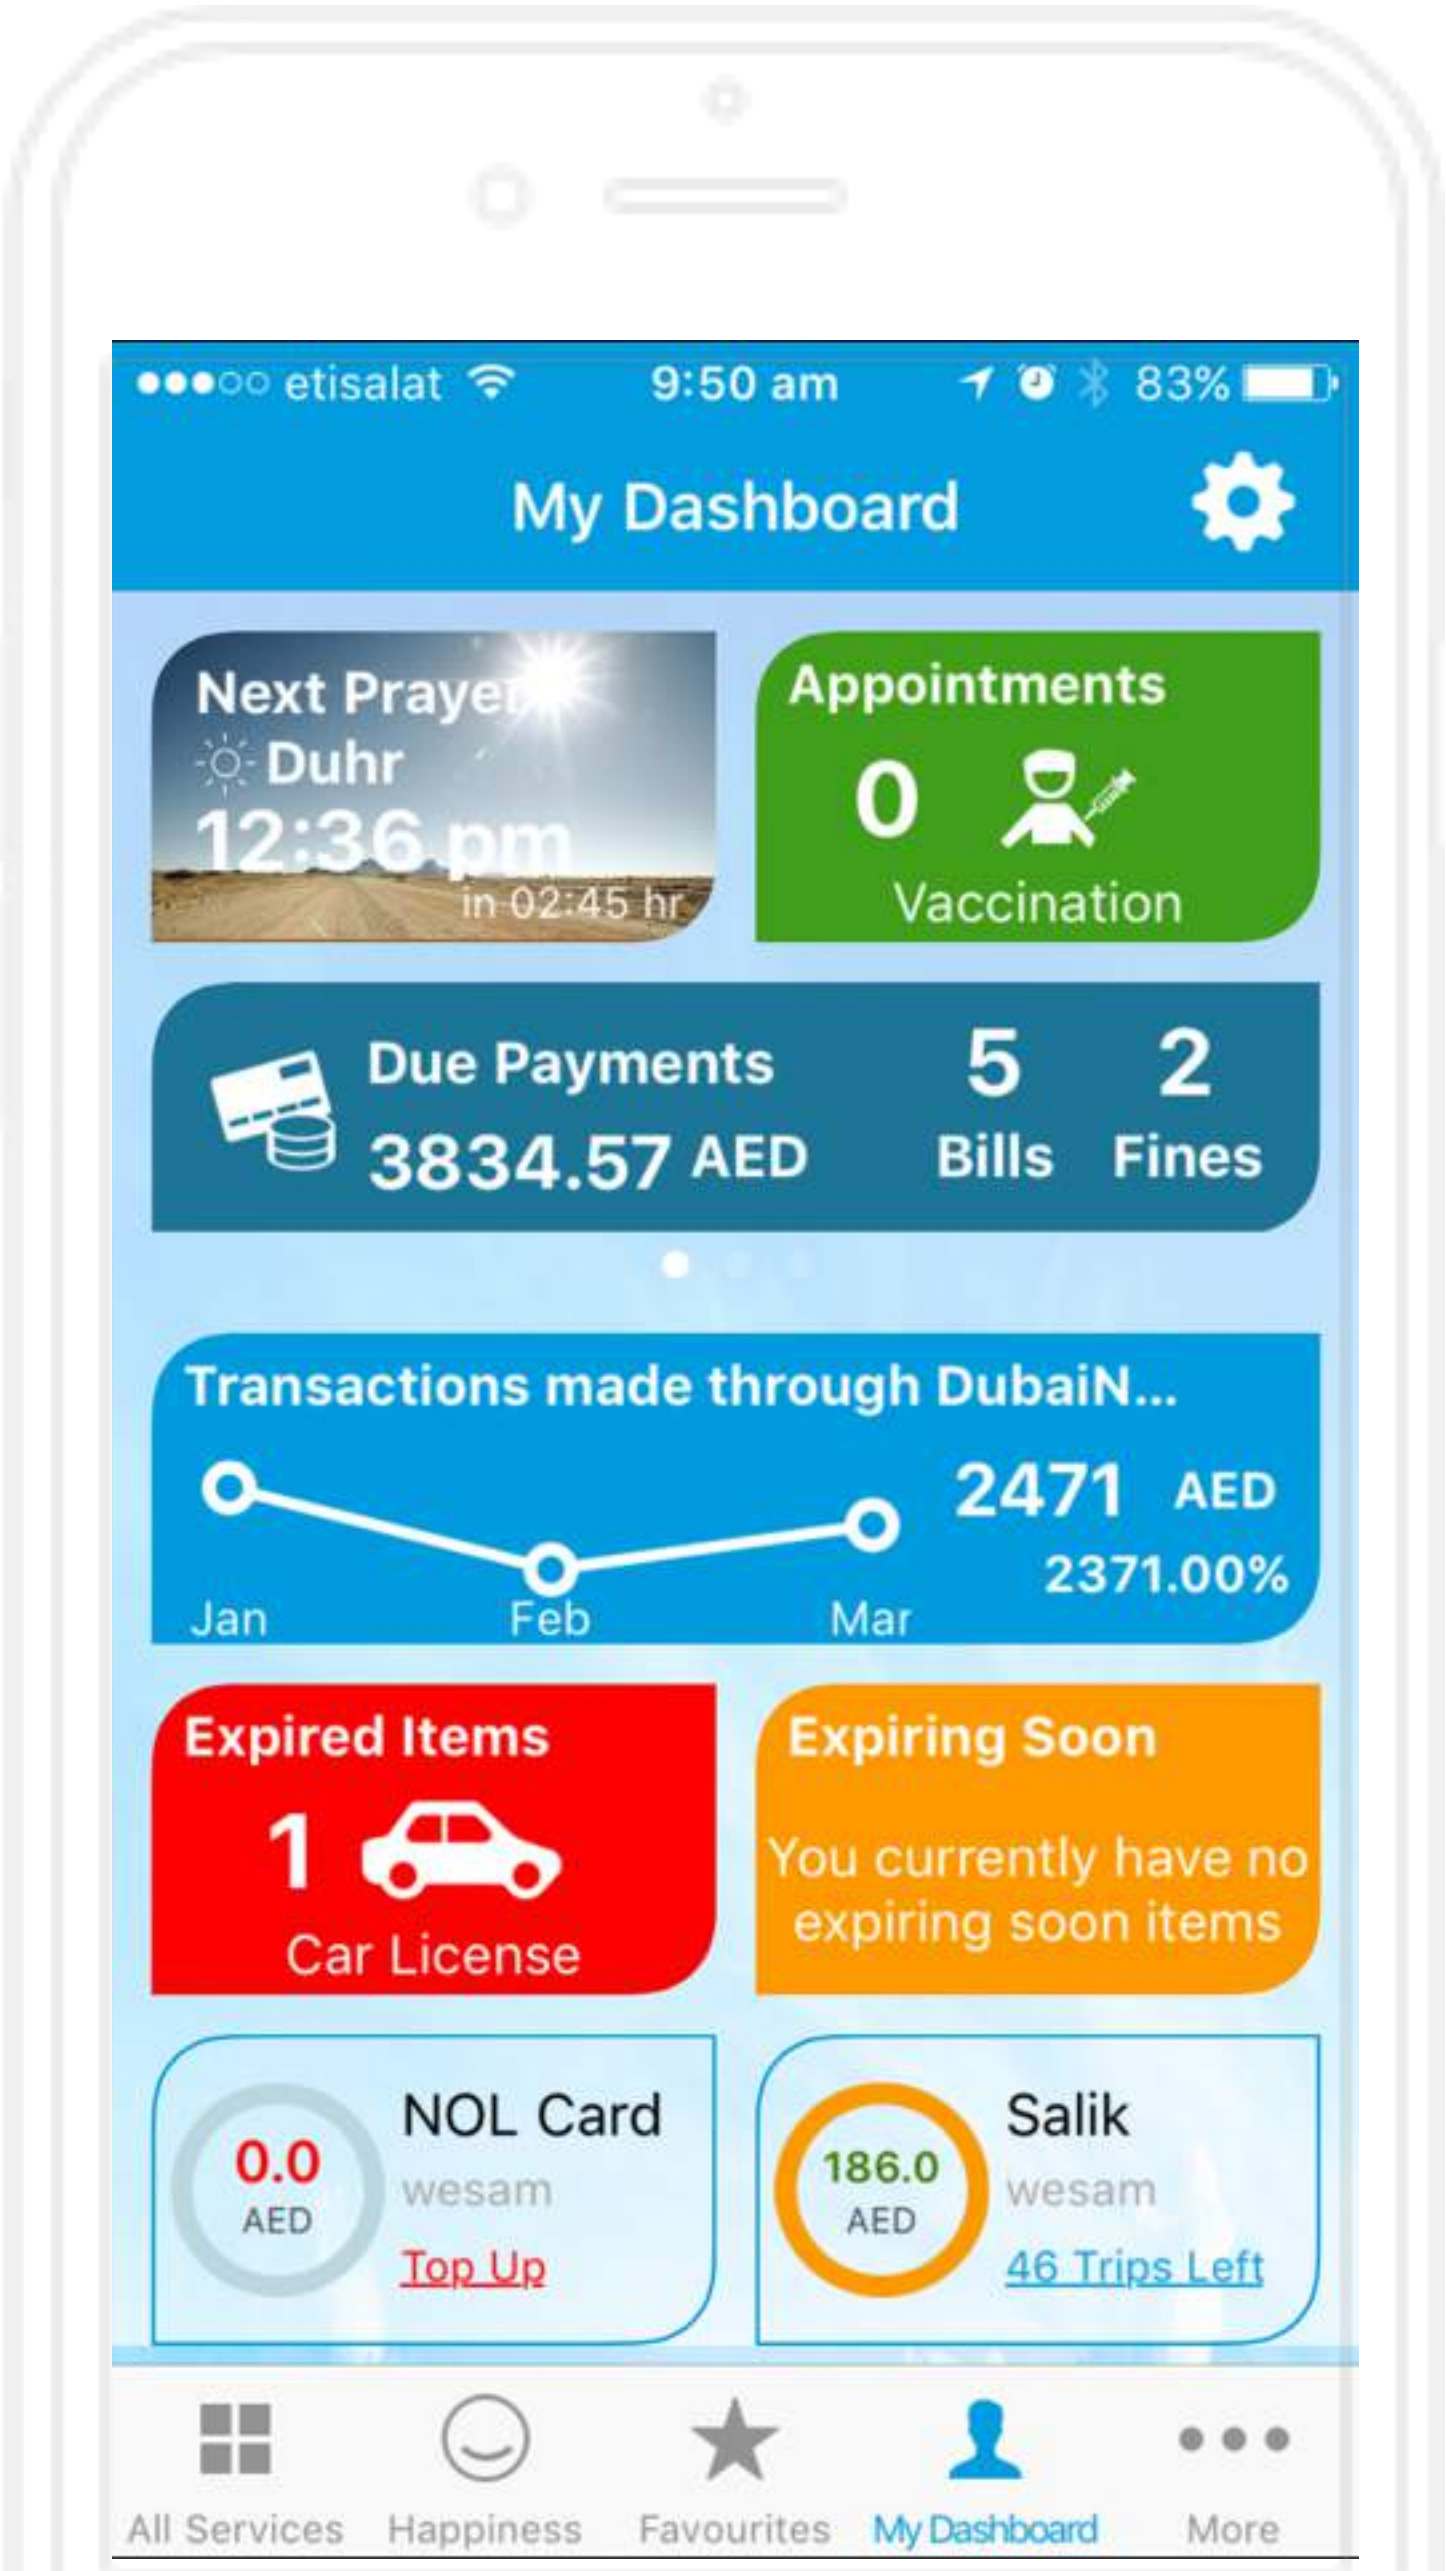 etisalat 9:50 am 83%
My Dashboard
Next Prayer
Duhr
12:36 pm
in 02:45 hr
Appointments
0
Vaccination
Due Payments
3834.57 AED
5
Bills
2
Fines
Transactions made through DubaiN...
2471 AED
2371.00%
Jan Feb Mar
Expired Items
1
Car License
Expiring Soon
You currently have no
expiring soon items
0.0
AED
NOL Card
wesam
Top Up
186.0
AED
Salik
wesam
46 Trips Left
All Services Happiness Favourites My Dashboard More